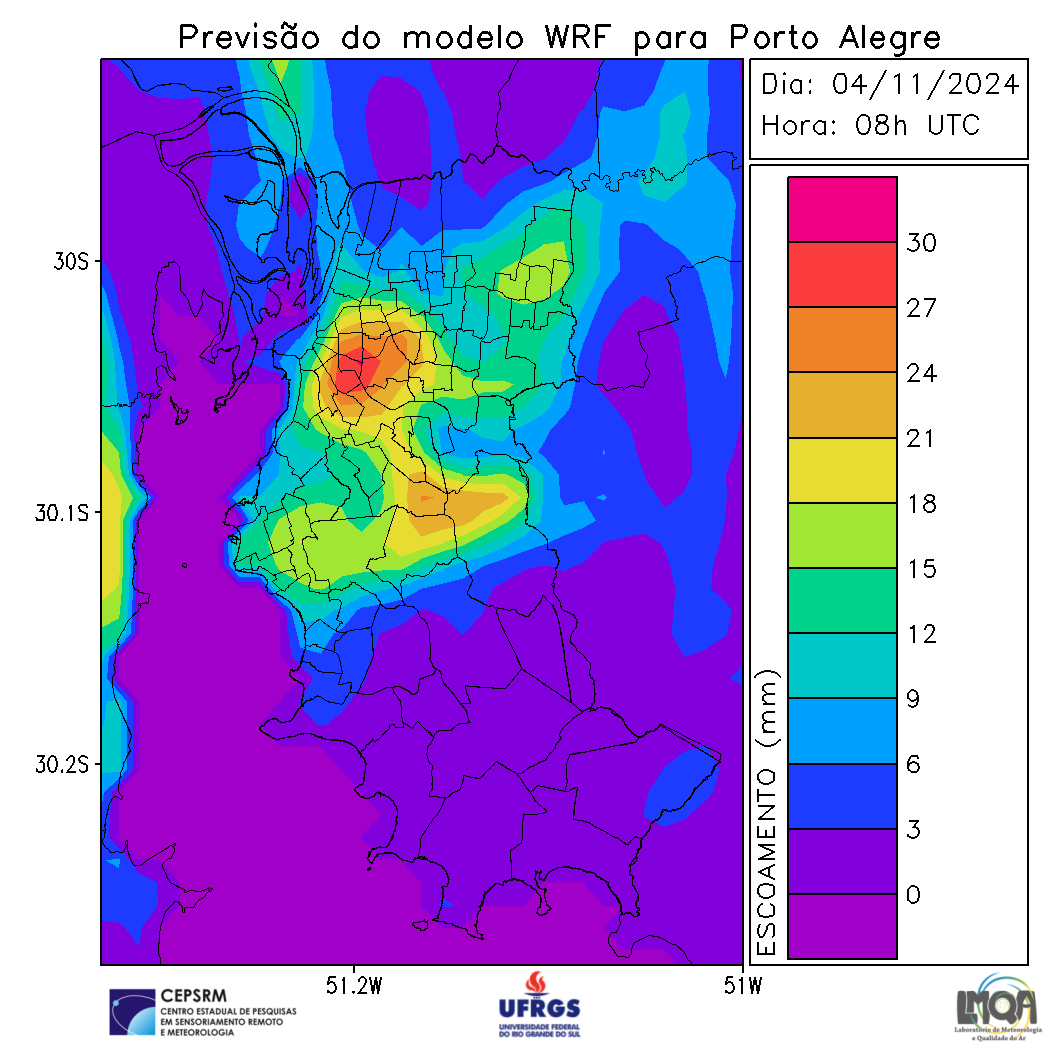 Previsão do modelo WRF para Porto Alegre
Dia: 04/11/2024
Hora: 08h UTC
30S
30.1S
30.2S
51.2W
51W
ESCOAMENTO (mm)
30
27
24
21
18
15
12
9
6
3
0
CEPSRM
CENTRO ESTADUAL DE PESQUISAS
EM SENSORIAMENTO REMOTO
E METEOROLOGIA
UFRGS
UNIVERSIDADE FEDERAL
DO RIO GRANDE DO SUL
LMQA
Laboratório de Meteorologia
e Qualidade do Ar